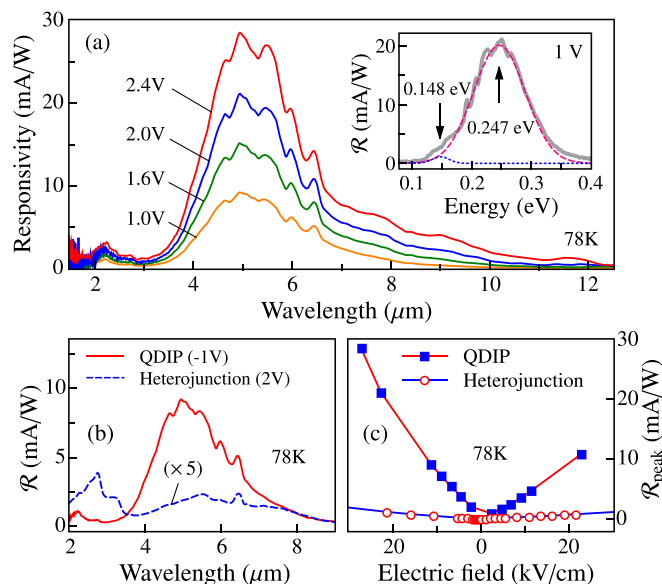 30
20
10
0
Responsivity (mA/W)
(a)
2.4V
2.0V
1.6V
1.0V
78K
2 4 6 8 10 12
Wavelength (μm)
20
10
0
ℛ (mA/W)
1 V
0.148 eV
0.247 eV
0.1 0.2 0.3 0.4
Energy (eV)
10
5
0
ℛ (mA/W)
QDIP (-1V)
Heterojunction (2V)
(b)
78K
(×5)
2 4 6 8
Wavelength (μm)
(c)
QDIP
Heterojunction
78K
30
20
10
0
ℛpeak (mA/W)
20 0 20
Electric field (kV/cm)